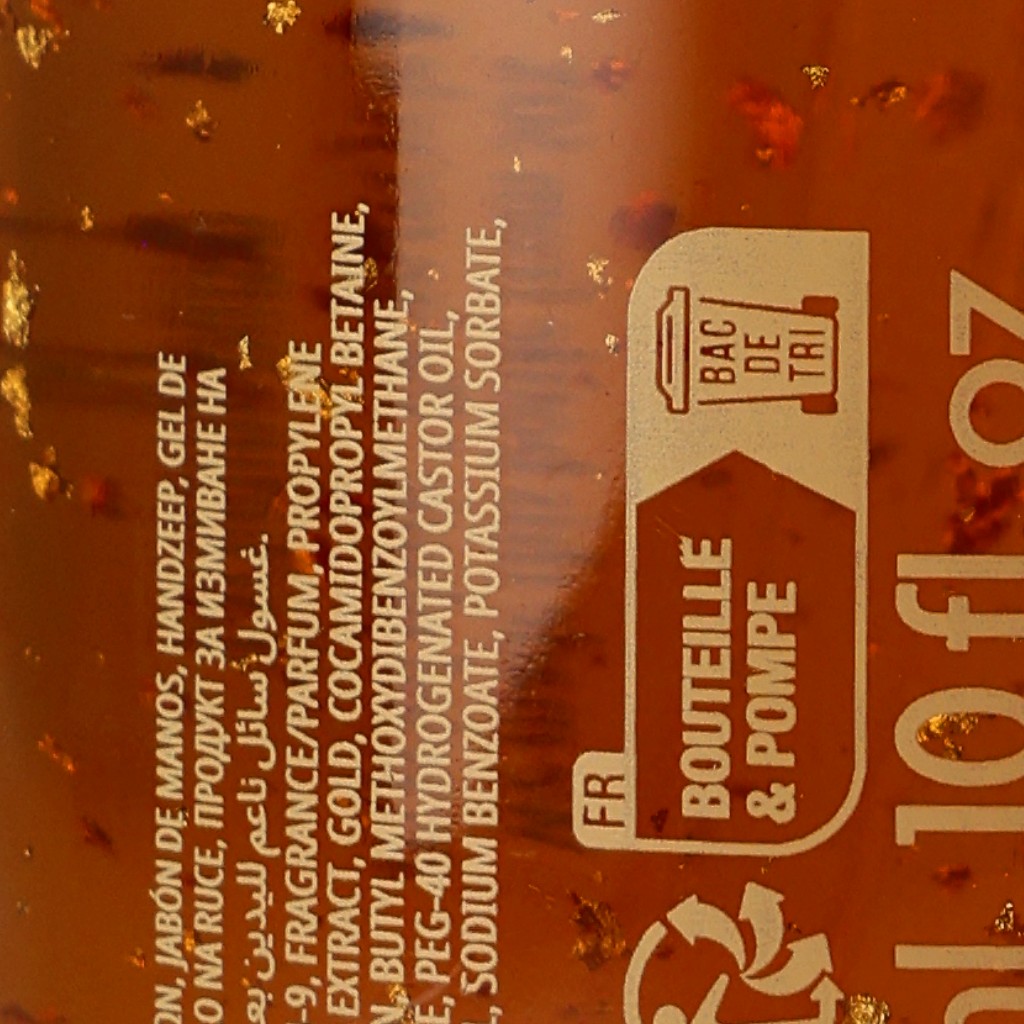 ON, JABÓN DE MANOS, HANDZEEP, GEL DE
O NA RUCE, ПРОДУКТ ЗА ИЗМИВАНЕ НА
غسول سائل ناعم لليدين بع
-9, FRAGRANCE/PARFUM, PROPYLENE
EXTRACT, GOLD, COCAMIDOPROPYL BETAINE,
N, BUTYL METHOXYDIBENZOYLMETHANE,
E, PEG-40 HYDROGENATED CASTOR OIL,
, SODIUM BENZOATE, POTASSIUM SORBATE,
FR
BOUTEILLE
& POMPE
BAC
DE
TRI
10 fl oz